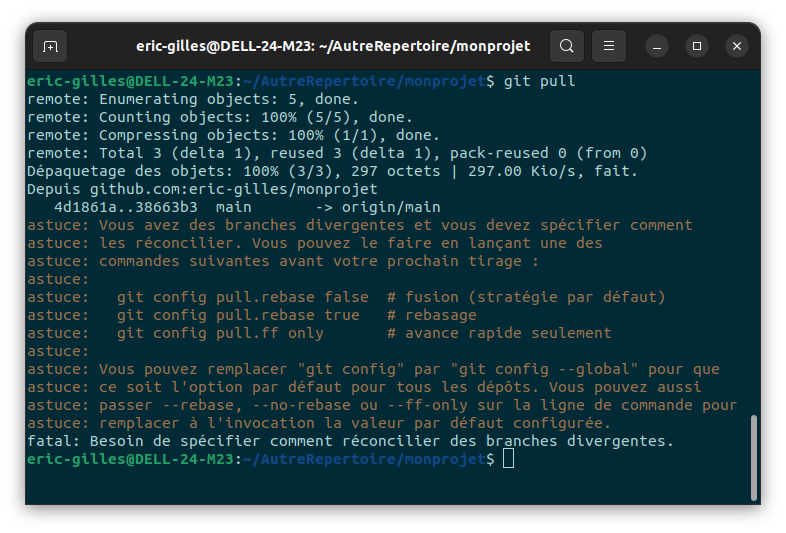 eric-gilles@DELL-24-M23: ~/AutreRepertoire/monprojet
eric-gilles@DELL-24-M23:~/AutreRepertoire/monprojet$ git pull
remote: Enumerating objects: 5, done.
remote: Counting objects: 100% (5/5), done.
remote: Compressing objects: 100% (1/1), done.
remote: Total 3 (delta 1), reused 3 (delta 1), pack-reused 0 (from 0)
Dépaquetage des objets: 100% (3/3), 297 octets | 297.00 Kio/s, fait.
Depuis github.com:eric-gilles/monprojet
   4d1861a..38663b3  main       -> origin/main
astuce: Vous avez des branches divergentes et vous devez spécifier comment
astuce: les réconcilier. Vous pouvez le faire en lançant une des
astuce: commandes suivantes avant votre prochain tirage :
astuce:
astuce:   git config pull.rebase false  # fusion (stratégie par défaut)
astuce:   git config pull.rebase true   # rebasage
astuce:   git config pull.ff only       # avance rapide seulement
astuce:
astuce: Vous pouvez remplacer "git config" par "git config --global" pour que
astuce: ce soit l'option par défaut pour tous les dépôts. Vous pouvez aussi
astuce: passer --rebase, --no-rebase ou --ff-only sur la ligne de commande pour
astuce: remplacer à l'invocation la valeur par défaut configurée.
fatal: Besoin de spécifier comment réconcilier des branches divergentes.
eric-gilles@DELL-24-M23:~/AutreRepertoire/monprojet$